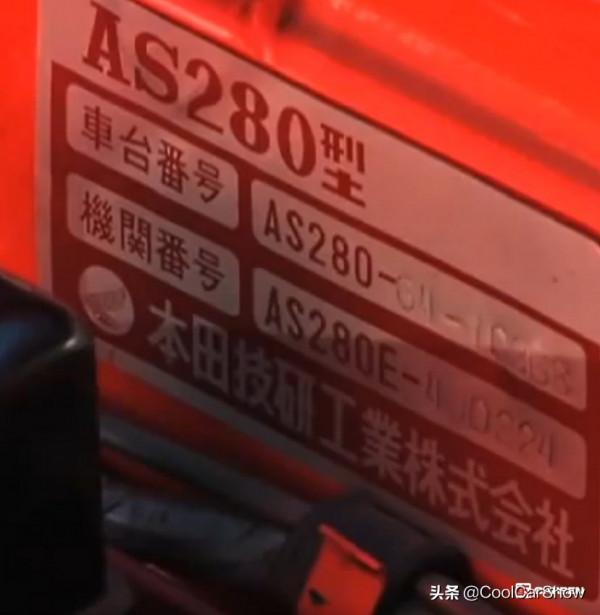 AS280型
車台番号 AS280-
機関番号 AS280E-
本田技研工業株式会社
头条 @CoolCarShow